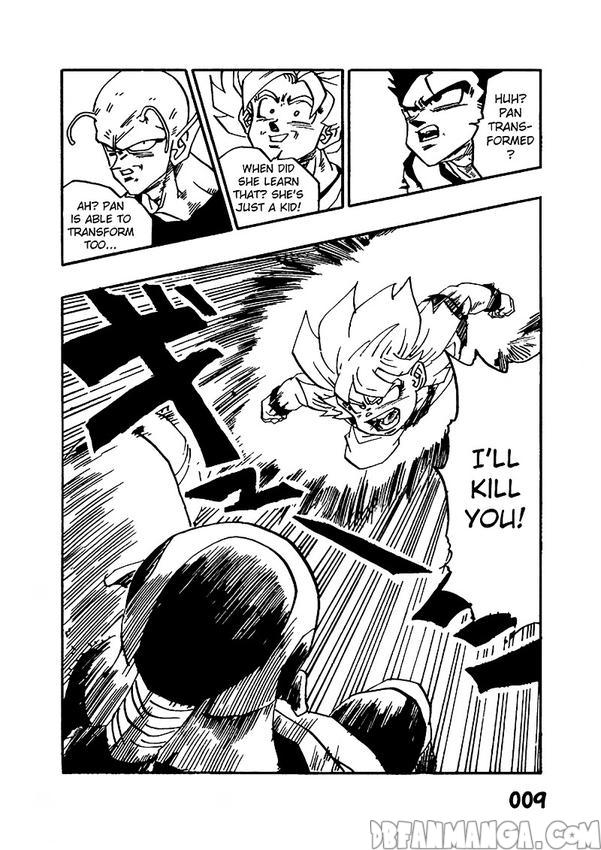 HUH?
PAN
TRANS-
FORMED
?
WHEN DID
SHE LEARN
THAT? SHE'S
JUST A KID!
AH? PAN
IS ABLE TO
TRANSFORM
TOO...
ギ
I'LL
KILL
YOU!
009
DBFANMANGA.COM